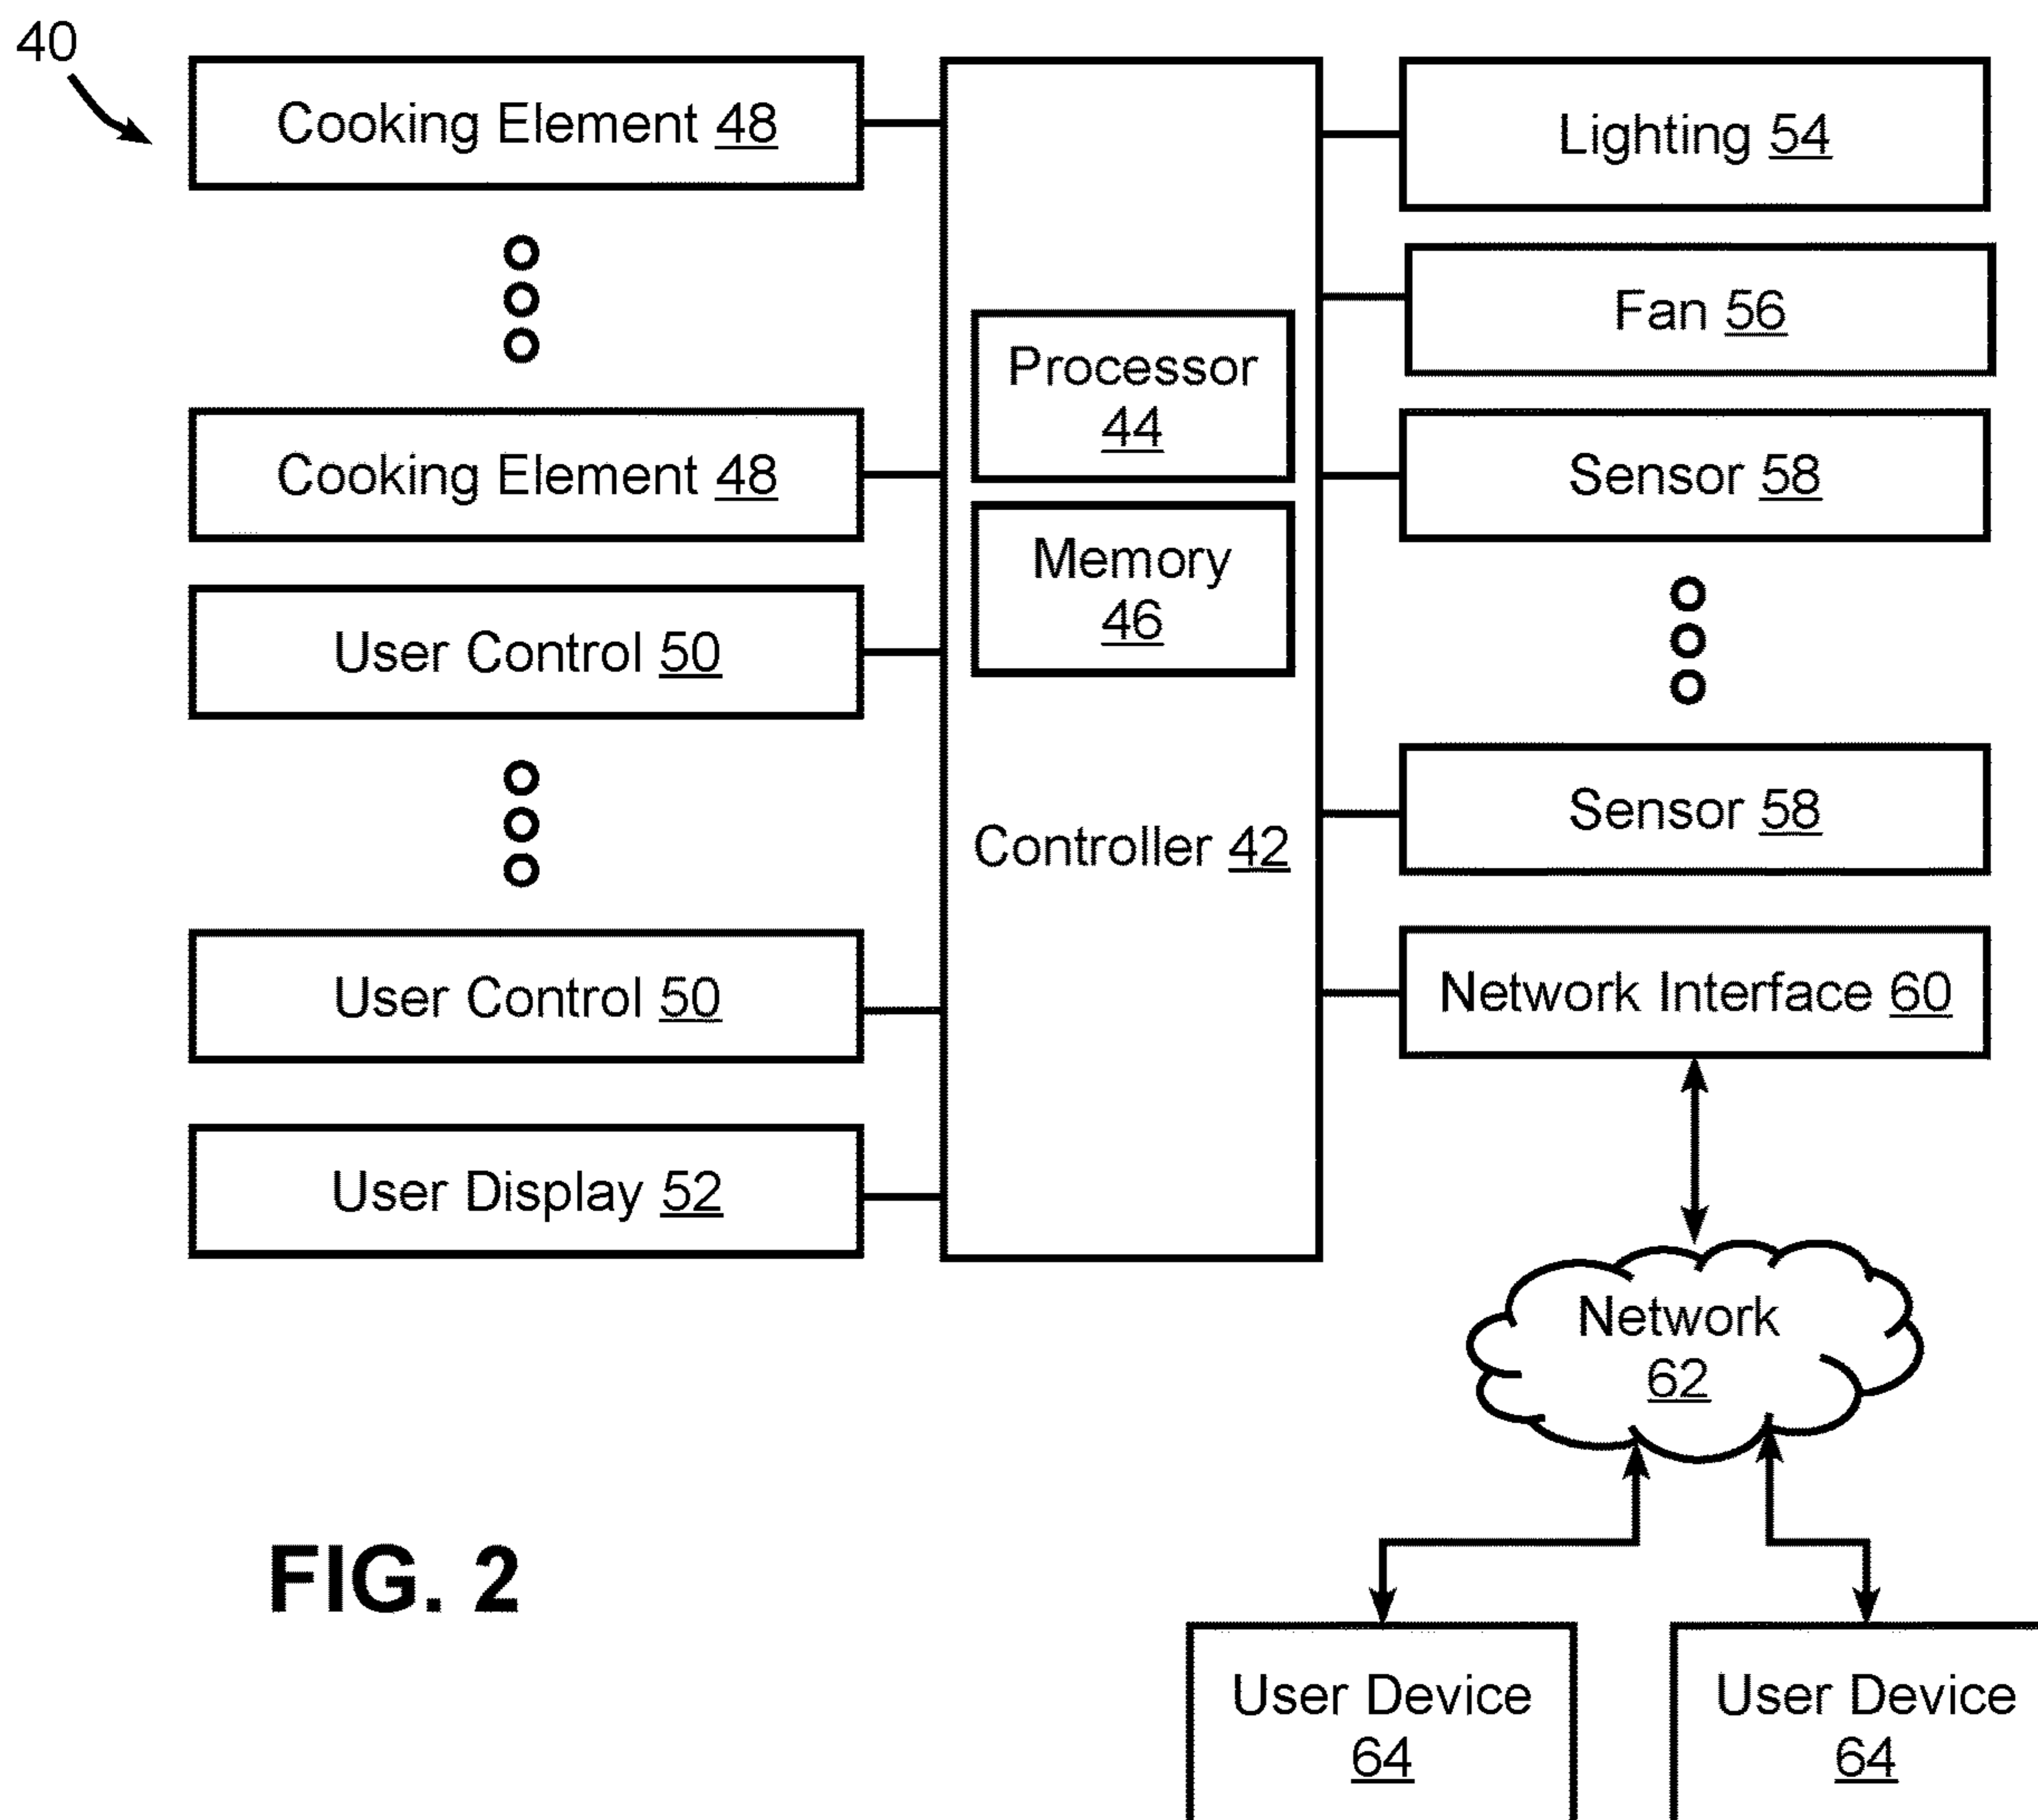 40
Cooking Element 48
Cooking Element 48
User Control 50
User Control 50
User Display 52
Processor
44
Memory
46
Controller 42
Lighting 54
Fan 56
Sensor 58
Sensor 58
Network Interface 60
Network
62
User Device
64
User Device
64
FIG. 2